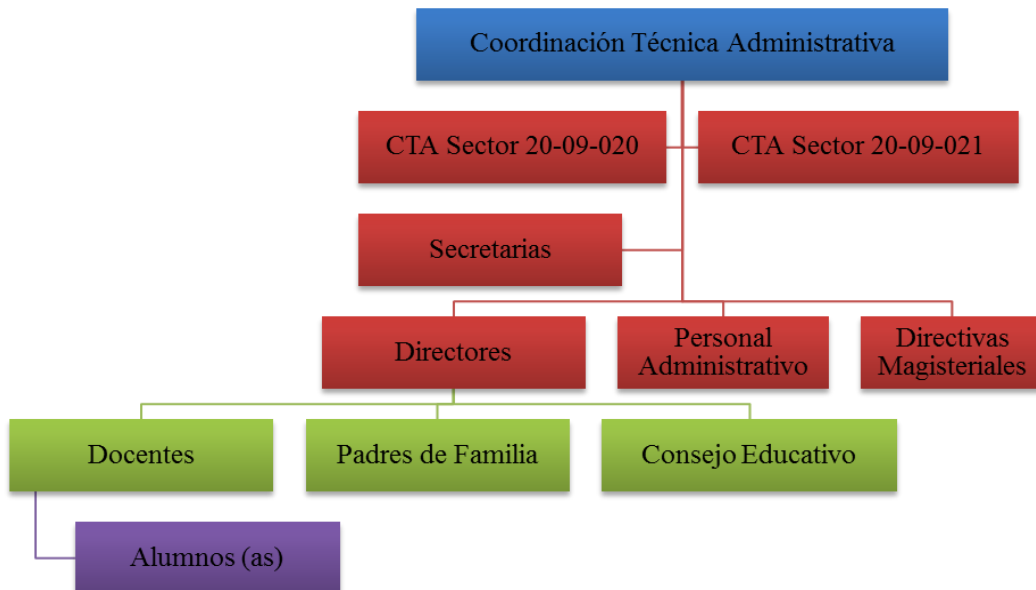 Coordinación Técnica Administrativa
CTA Sector 20-09-020
CTA Sector 20-09-021
Secretarias
Directores
Personal
Administrativo
Directivas
Magisteriales
Docentes
Padres de Familia
Consejo Educativo
Alumnos (as)